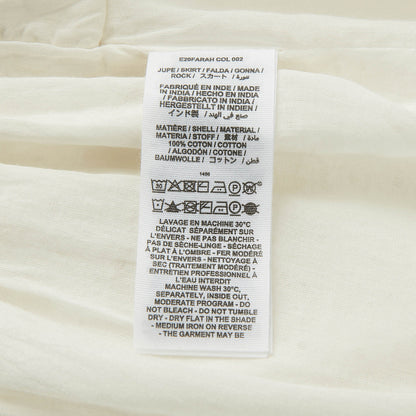 E20FARAH COL 002
JUPE / SKIRT / FALDA / GONNA /
ROCK / スカート / تنورة
FABRIQUÉ EN INDE / MADE IN
INDIA / HECHO EN INDIA
/ FABBRICATO IN INDIA /
HERGESTELLT IN INDIEN /
インド製 / صنع في الهند
MATIÈRE / SHELL / MATERIAL /
MATERIA / STOFF / 素材 / مادة
100% COTON / COTTON
/ ALGODÓN / COTONE /
BAUMWOLLE / コットン / قطن
1496
LAVAGE EN MACHINE 30°C
DÉLICAT SÉPARÉMENT SUR
L'ENVERS - NE PAS BLANCHIR -
PAS DE SÈCHE-LINGE - SÉCHAGE
À PLAT À L'OMBRE - FER MODÉRÉ
SUR L'ENVERS - NETTOYAGE À
SEC (TRAITEMENT MODÉRÉ) -
ENTRETIEN PROFESSIONNEL À
L'EAU INTERDIT
MACHINE WASH 30°C,
SEPARATELY, INSIDE OUT,
MODERATE PROGRAM - DO
NOT BLEACH - DO NOT TUMBLE
DRY - DRY FLAT IN THE SHADE
- MEDIUM IRON ON REVERSE
- THE GARMENT MAY BE